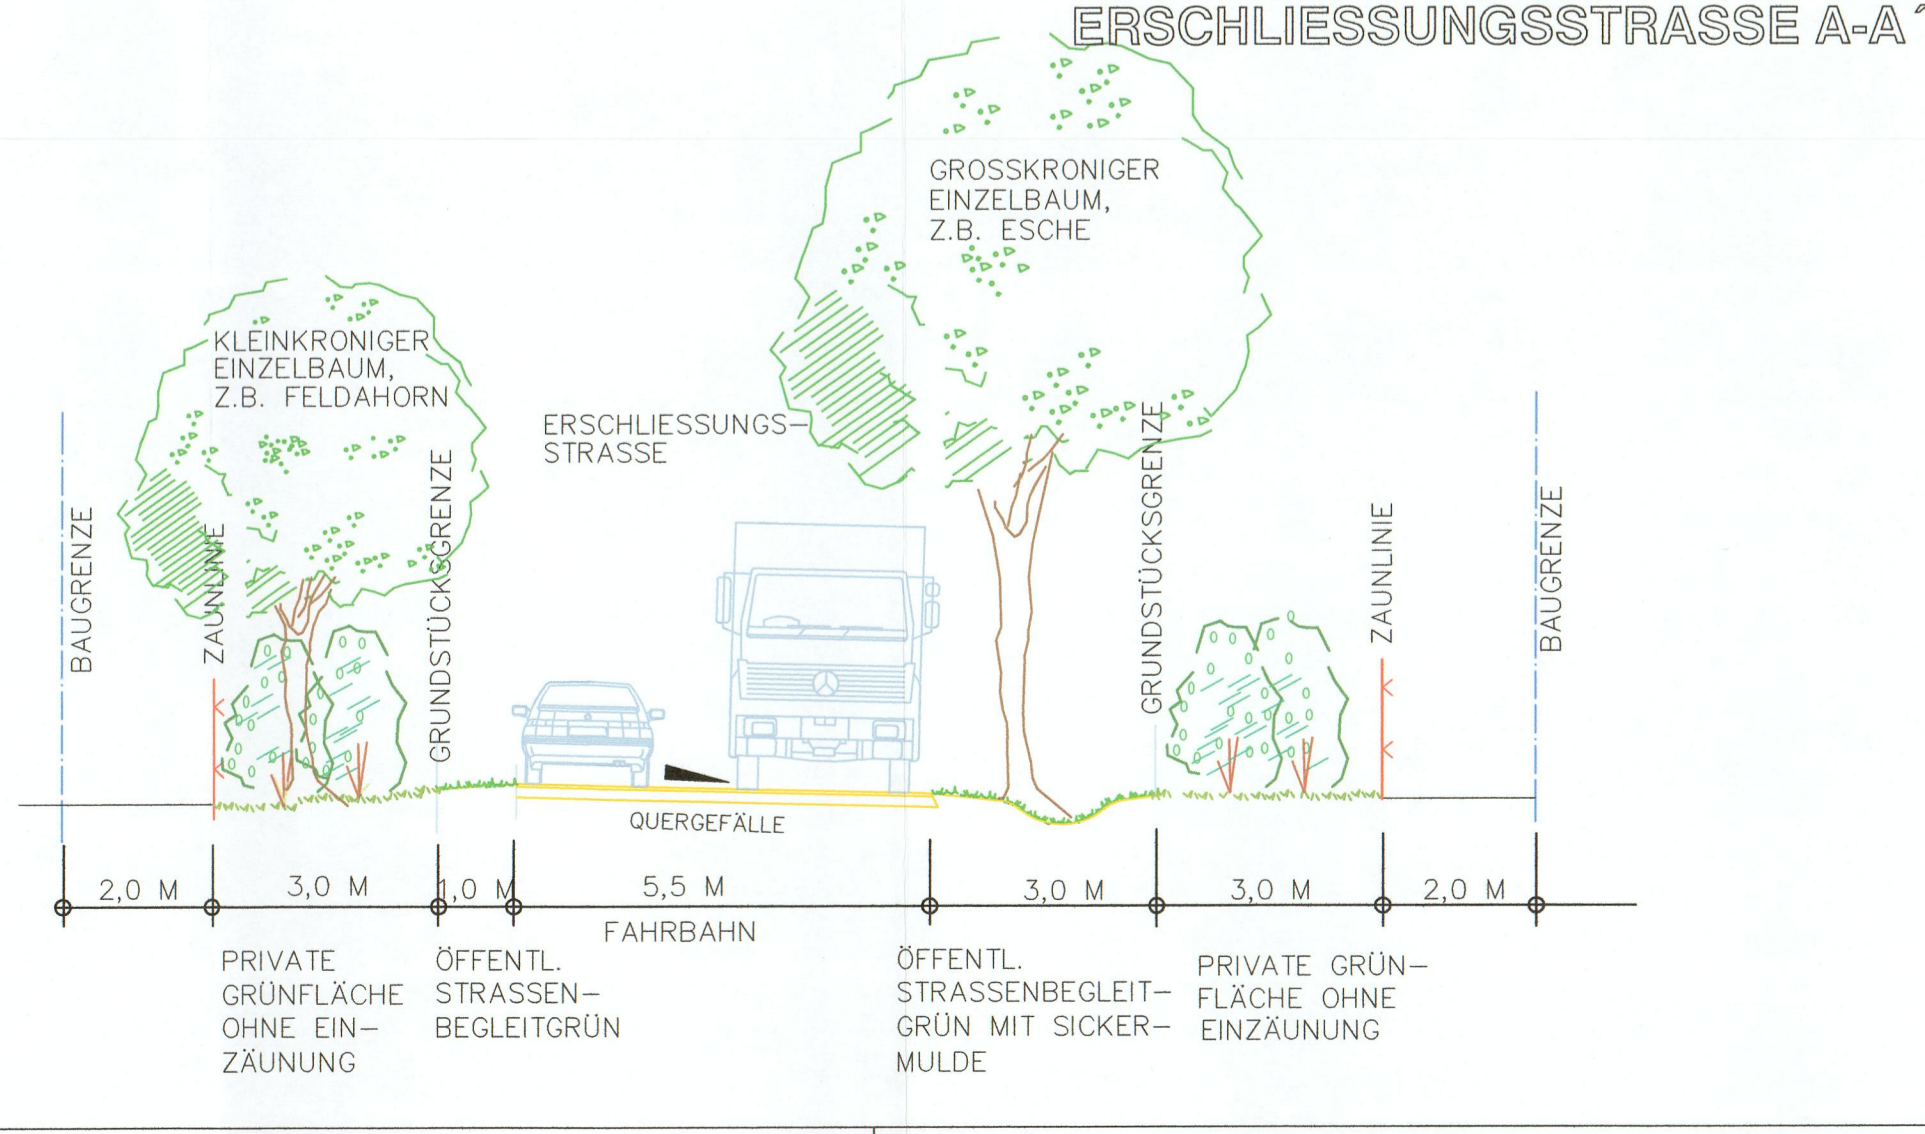 ERSCHLIESSUNGSSTRASSE A-A´
GROSSKRONIGER
EINZELBAUM,
Z.B. ESCHE
KLEINKRONIGER
EINZELBAUM,
Z.B. FELDAHORN
ERSCHLIESSUNGS-
STRASSE
BAUGRENZE
ZAUNLINIE
GRUNDSTÜCKSGRENZE
GRUNDSTÜCKSGRENZE
ZAUNLINIE
BAUGRENZE
QUERGEFÄLLE
2,0 M
3,0 M
1,0 M
5,5 M
3,0 M
3,0 M
2,0 M
FAHRBAHN
PRIVATE
GRÜNFLÄCHE
OHNE EIN-
ZÄUNUNG
ÖFFENTL.
STRASSEN-
BEGLEITGRÜN
ÖFFENTL.
STRASSENBEGLEIT-
GRÜN MIT SICKER-
MULDE
PRIVATE GRÜN-
FLÄCHE OHNE
EINZÄUNUNG